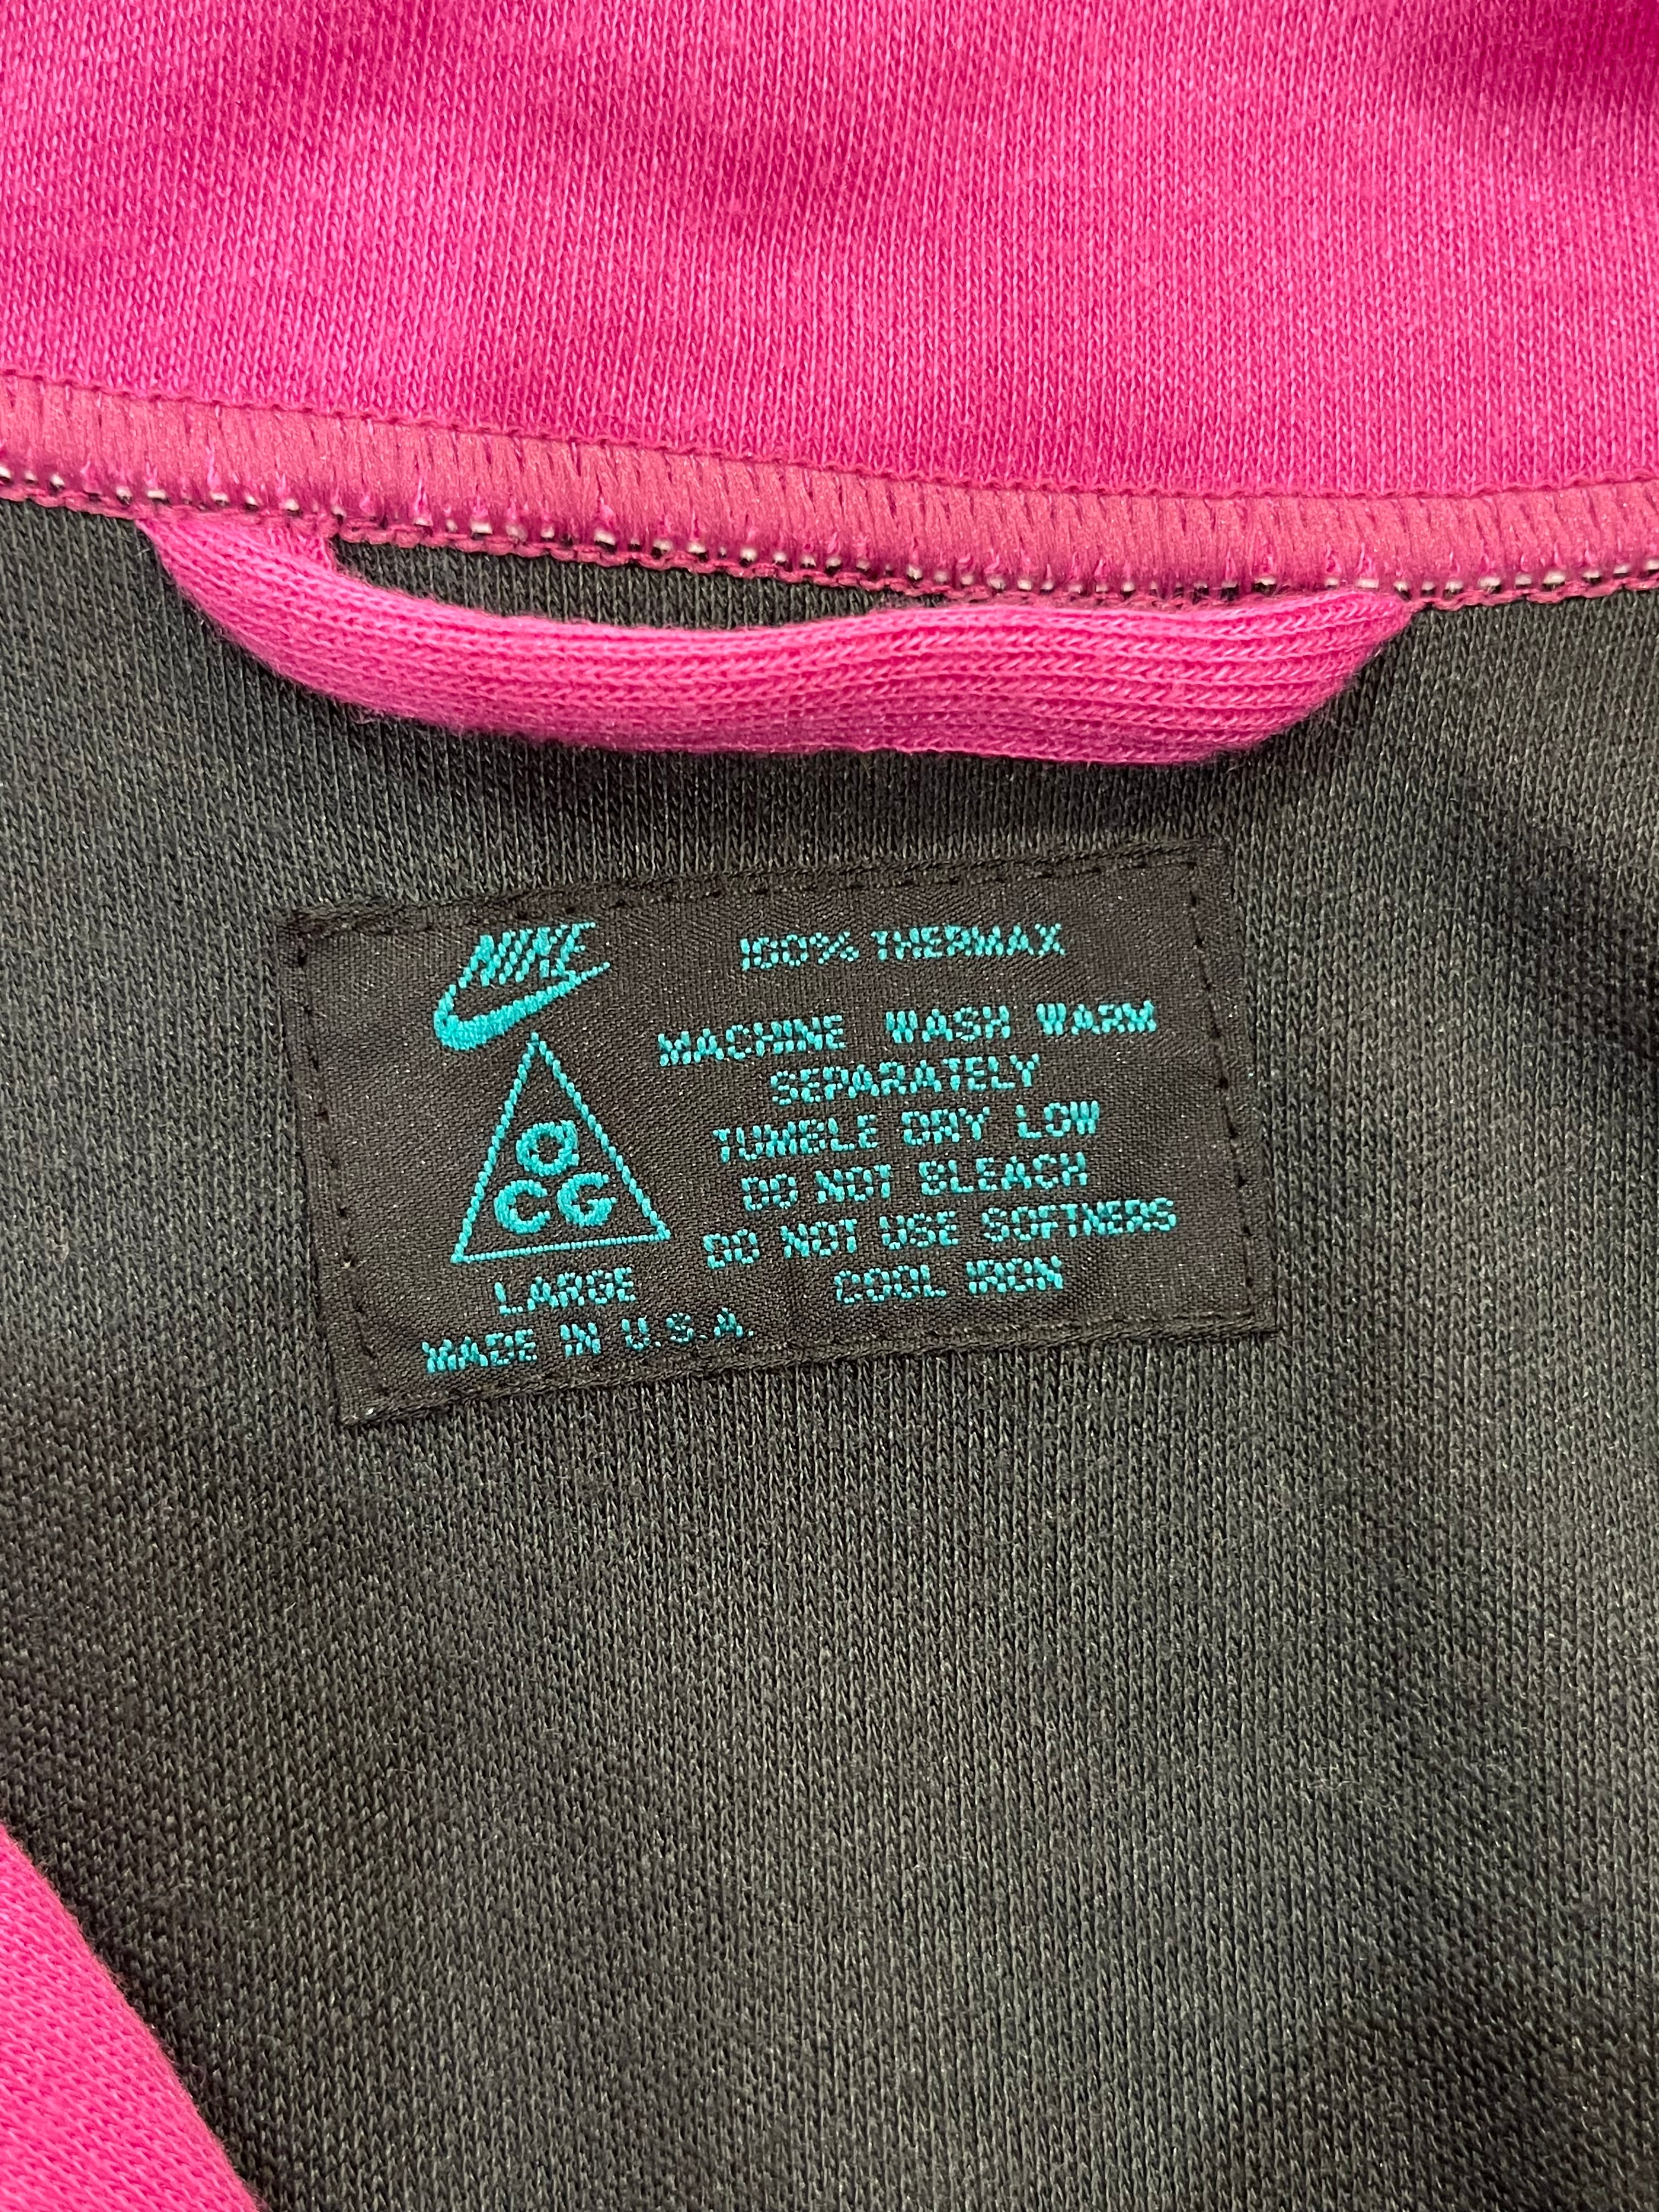 NIKE
a
CG
LARGE
MADE IN U.S.A.
100% THERMAX
MACHINE WASH WARM
SEPARATELY
TUMBLE DRY LOW
DO NOT BLEACH
DO NOT USE SOFTNERS
COOL IRON